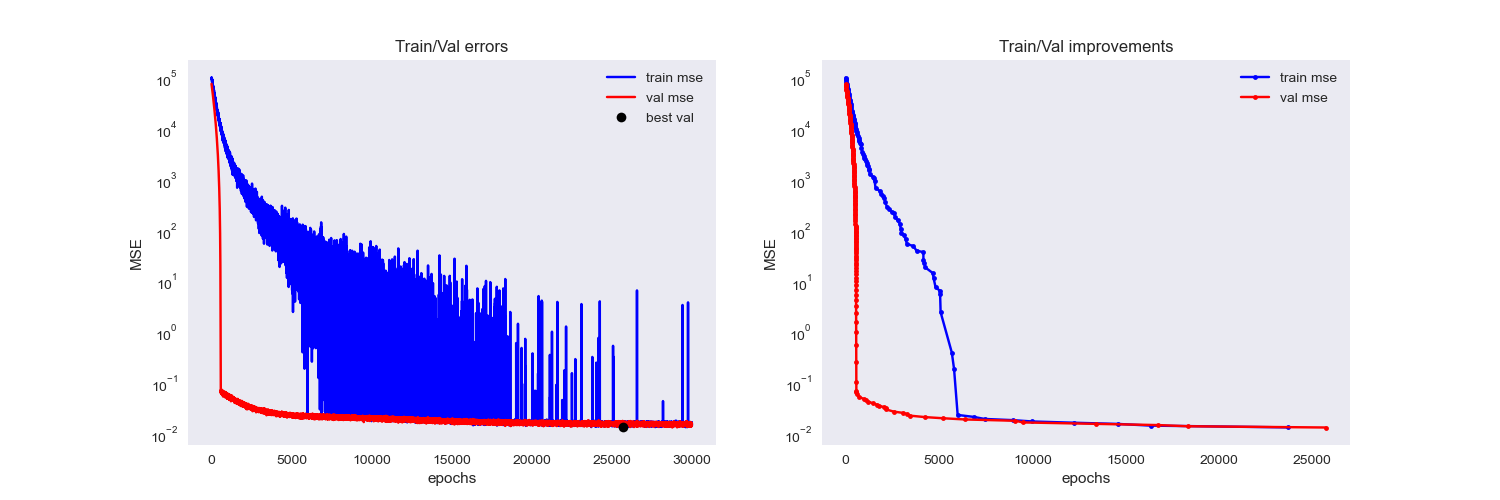 Train/Val errors
10^5
10^4
10^3
10^2
10^1
10^0
10^−1
10^−2
MSE
train mse
val mse
best val
0 5000 10000 15000 20000 25000 30000
epochs
Train/Val improvements
10^5
10^4
10^3
10^2
10^1
10^0
10^−1
10^−2
MSE
train mse
val mse
0 5000 10000 15000 20000 25000
epochs